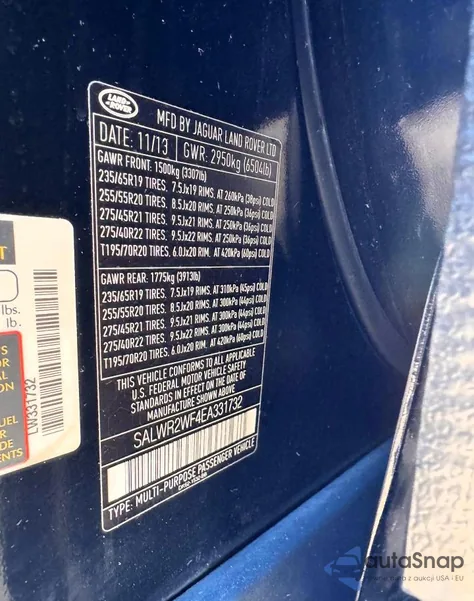 LAND ROVER
MFD BY JAGUAR LAND ROVER LTD
DATE: 11/13 GWR: 2950kg (6504lb)
GAWR FRONT: 1500kg (3307lb)
235/65R19 TIRES. 7.5Jx19 RIMS. AT 260kPa (38psi) COLD
255/55R20 TIRES. 8.5Jx20 RIMS. AT 250kPa (36psi) COLD
275/45R21 TIRES. 9.5Jx21 RIMS. AT 250kPa (36psi) COLD
275/40R22 TIRES. 9.5Jx22 RIMS. AT 250kPa (36psi) COLD
T195/70R20 TIRES. 6.0Jx20 RIMS. AT 420kPa (60psi) COLD
GAWR REAR: 1775kg (3913lb)
235/65R19 TIRES. 7.5Jx19 RIMS. AT 310kPa (45psi) COLD
255/55R20 TIRES. 8.5Jx20 RIMS. AT 300kPa (44psi) COLD
275/45R21 TIRES. 9.5Jx21 RIMS. AT 300kPa (44psi) COLD
275/40R22 TIRES. 9.5Jx22 RIMS. AT 300kPa (44psi) COLD
T195/70R20 TIRES. 6.0Jx20 RIM. AT 420kPa (60psi) COLD
THIS VEHICLE CONFORMS TO ALL APPLICABLE
U.S. FEDERAL MOTOR VEHICLE SAFETY
STANDARDS IN EFFECT ON THE DATE OF
MANUFACTURE SHOWN ABOVE
SALWR2WF4EA331732
TYPE: MULTI-PURPOSE PASSENGER VEHICLE
lbs.
lb.
LW331732
autaSnap